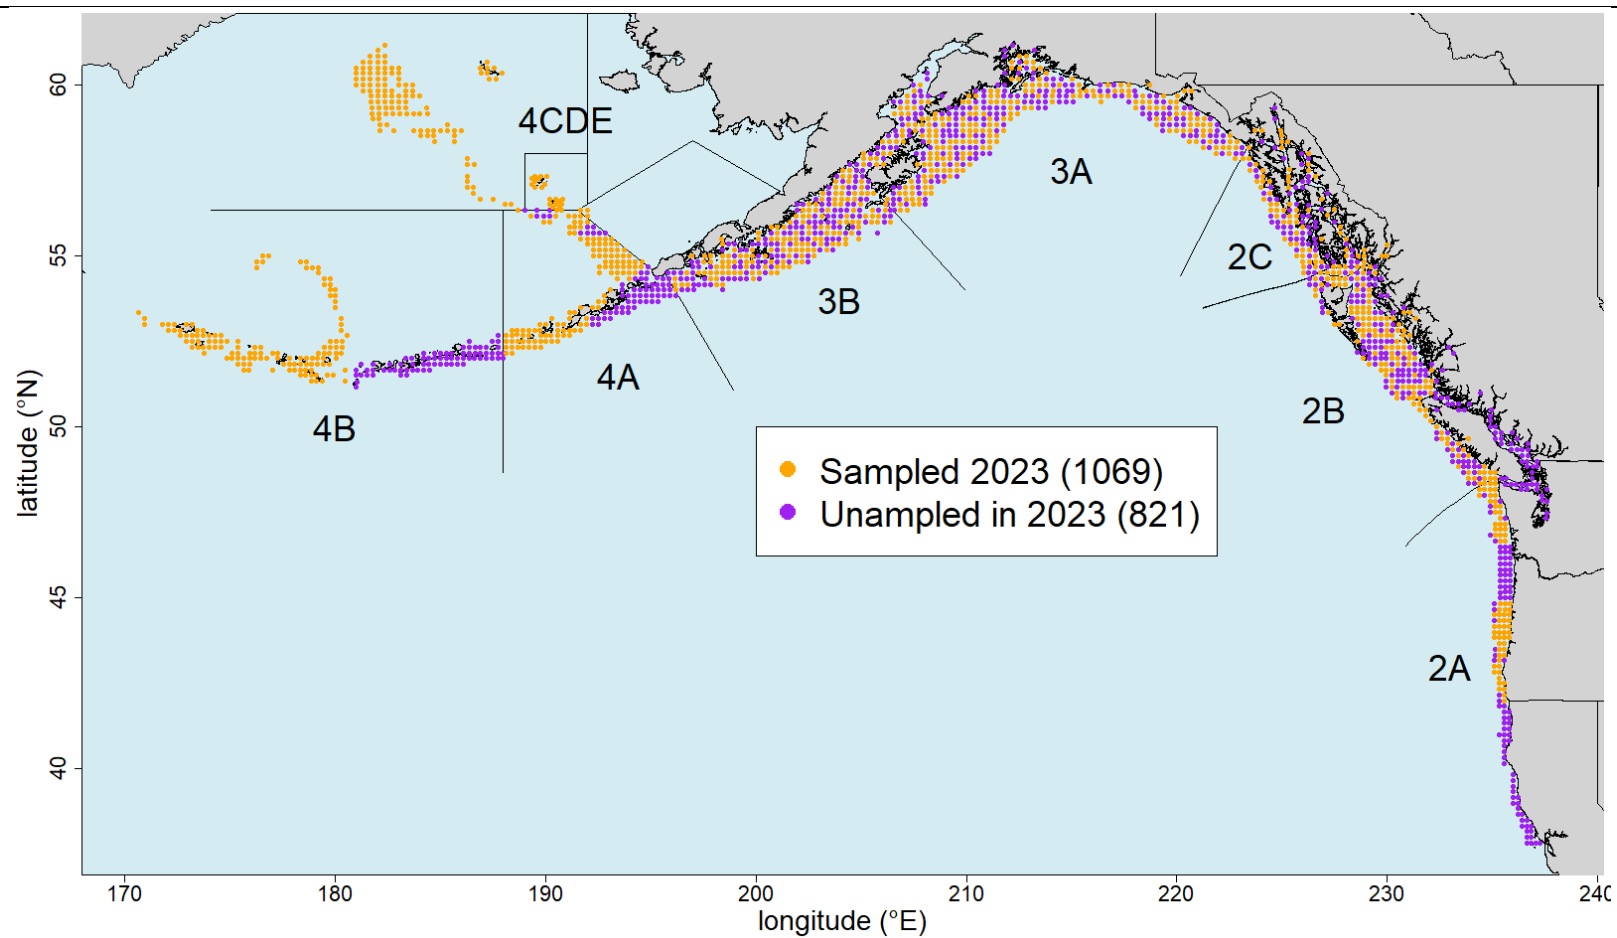 60
55
50
45
40
latitude (°N)
4CDE
3A
2C
3B
4A
2B
4B
2A
Sampled 2023 (1069)
Unampled in 2023 (821)
170
180
190
200
210
220
230
240
longitude (°E)